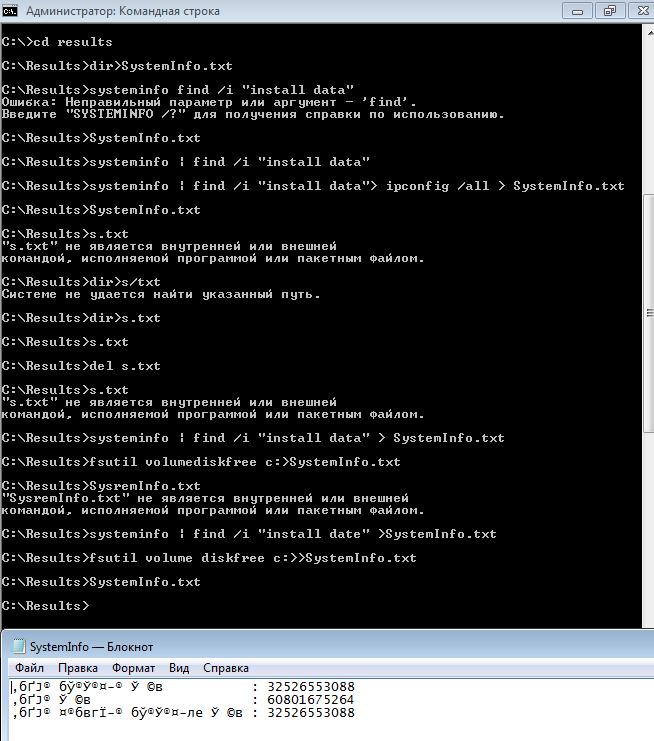 Администратор: Командная строка
C:\>cd results
C:\Results>dir>SystemInfo.txt
C:\Results>systeminfo find /i "install data"
Ошибка: Неправильный параметр или аргумент - 'find'.
Введите "SYSTEMINFO /?" для получения справки по использованию.
C:\Results>SystemInfo.txt
C:\Results>systeminfo | find /i "install data"
C:\Results>systeminfo | find /i "install data"> ipconfig /all > SystemInfo.txt
C:\Results>SystemInfo.txt
C:\Results>s.txt
"s.txt" не является внутренней или внешней
командой, исполняемой программой или пакетным файлом.
C:\Results>dir>s/txt
Системе не удается найти указанный путь.
C:\Results>dir>s.txt
C:\Results>s.txt
C:\Results>del s.txt
C:\Results>s.txt
"s.txt" не является внутренней или внешней
командой, исполняемой программой или пакетным файлом.
C:\Results>systeminfo | find /i "install data" > SystemInfo.txt
C:\Results>fsutil volumediskfree c:>SystemInfo.txt
C:\Results>SysremInfo.txt
"SysremInfo.txt" не является внутренней или внешней
командой, исполняемой программой или пакетным файлом.
C:\Results>systeminfo | find /i "install date" >SystemInfo.txt
C:\Results>fsutil volume diskfree c:>>SystemInfo.txt
C:\Results>SystemInfo.txt
C:\Results>
SystemInfo — Блокнот
Файл Правка Формат Вид Справка
: 32526553088
: 60801675264
: 32526553088